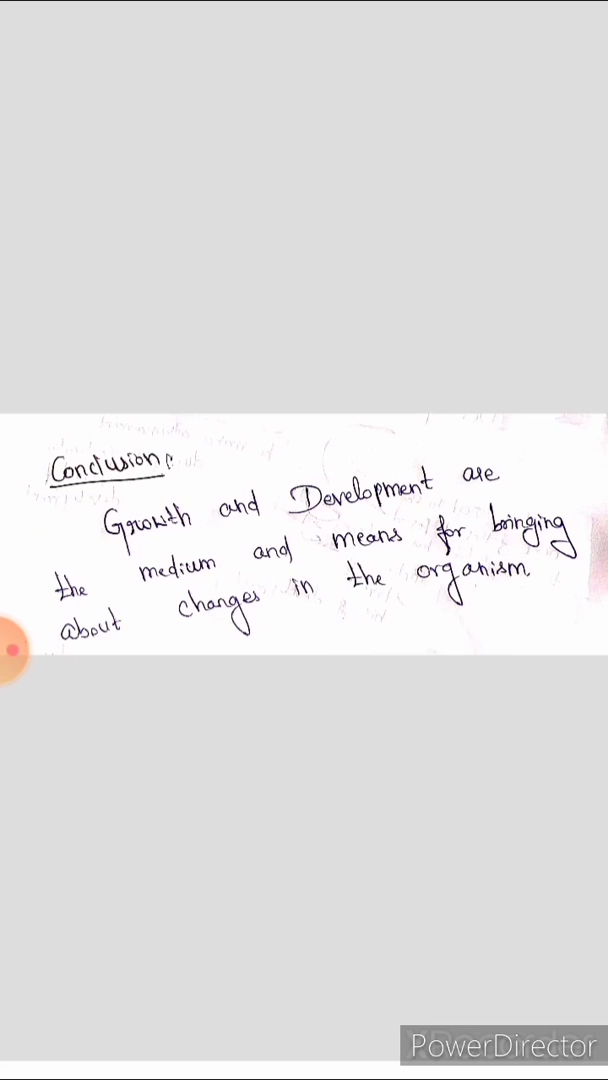 Conclusion:
Growth and Development are
the medium and means for bringing
about changes in the organism
PowerDirector